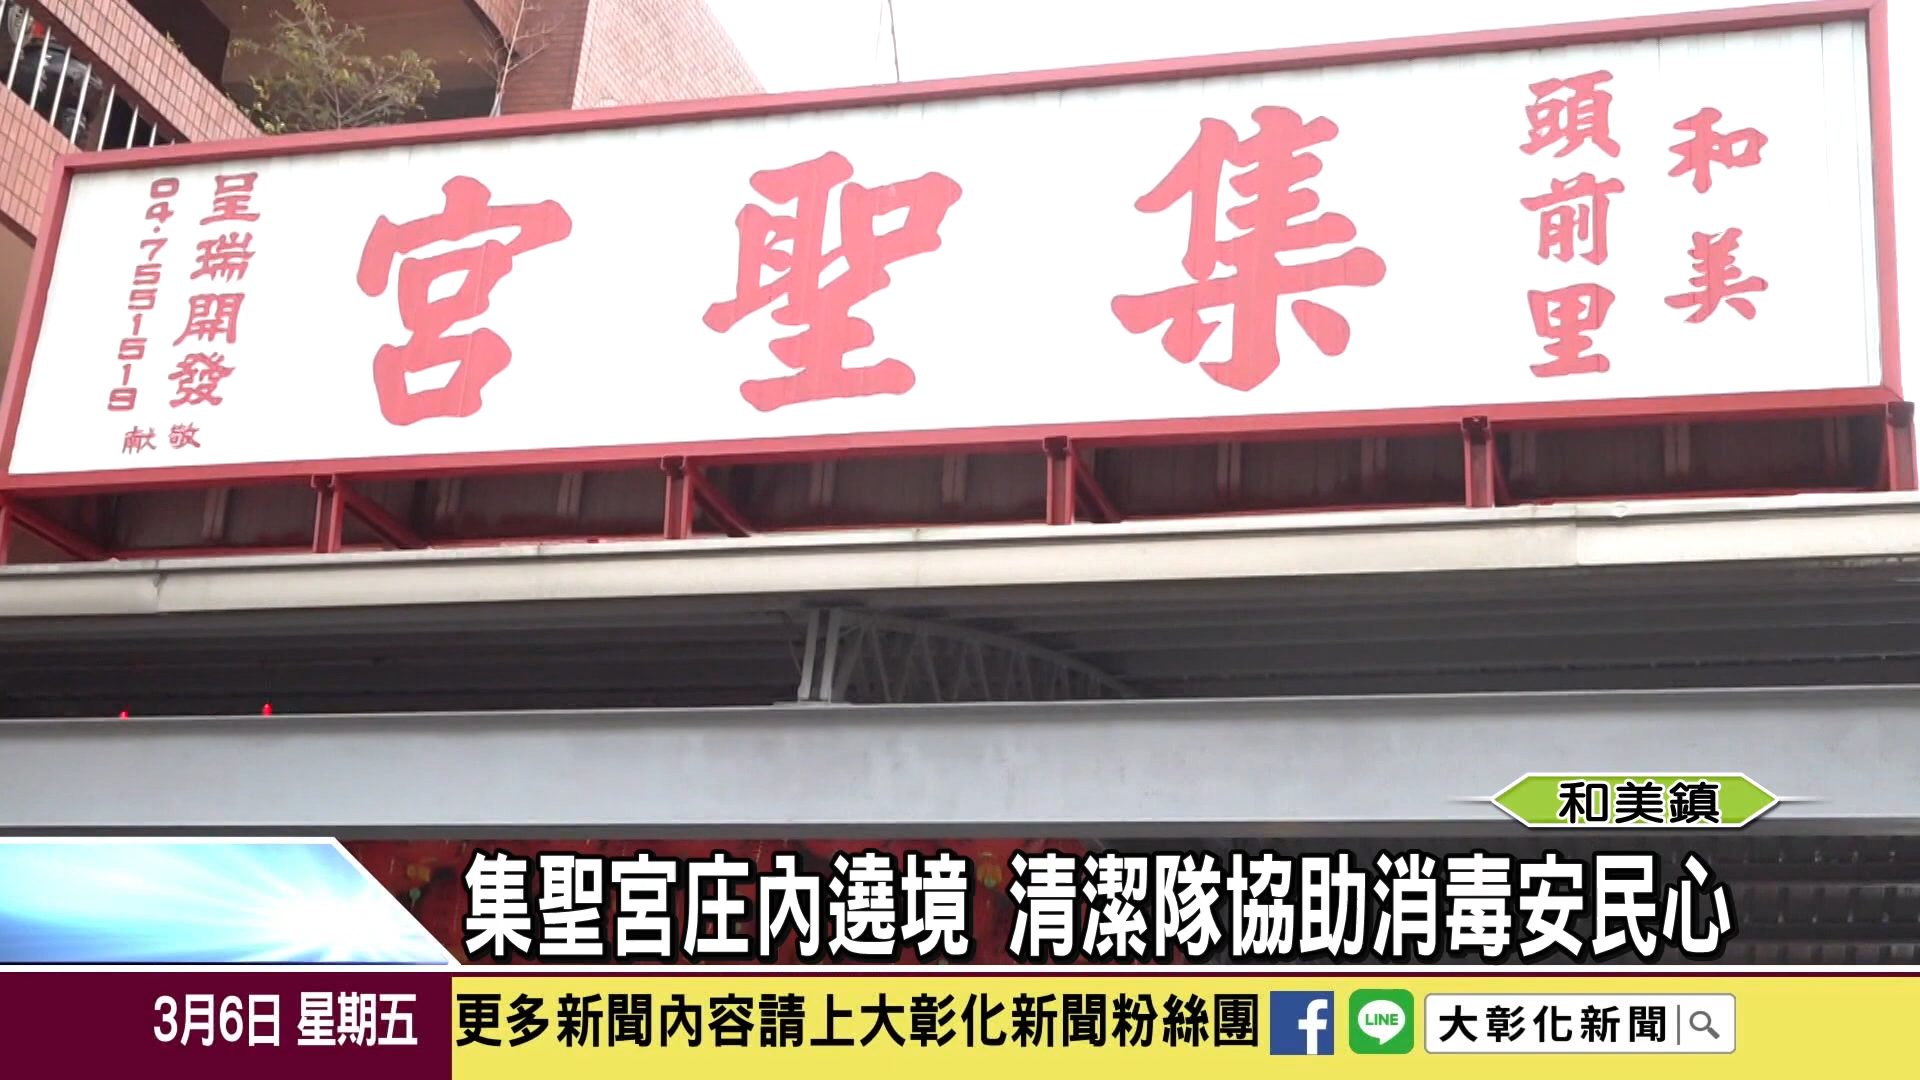 和美
頭前里
集聖宮
呈瑞開發
04-7551519
敬献
和美鎮
集聖宮庄內遶境 清潔隊協助消毒安民心
3月6日 星期五
更多新聞內容請上大彰化新聞粉絲團
f
LINE
大彰化新聞